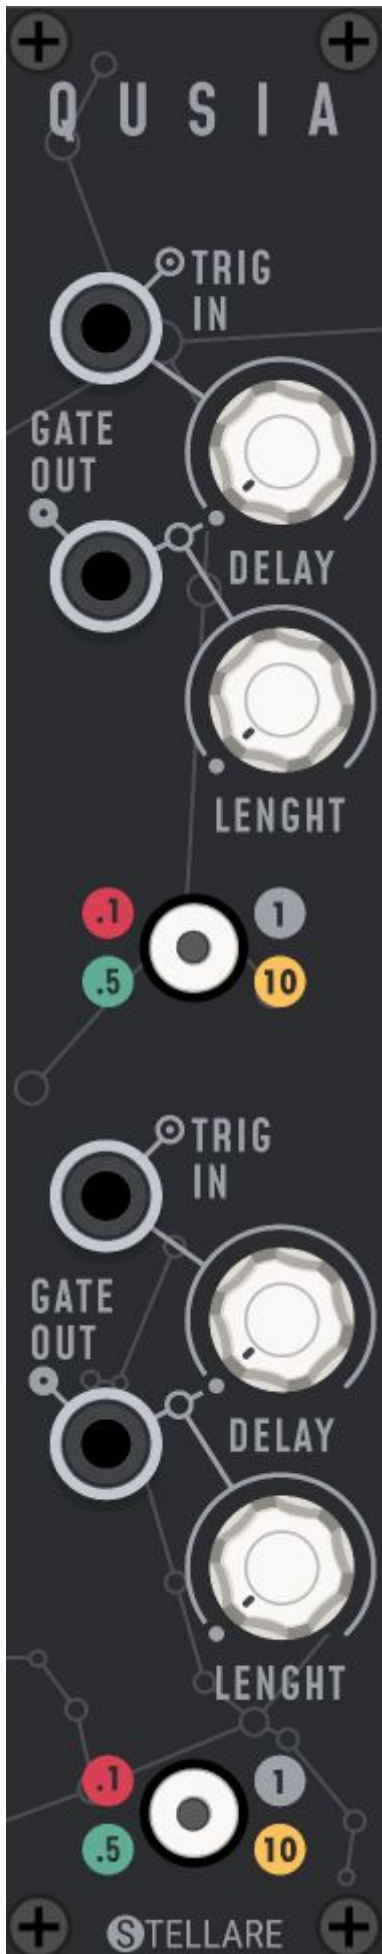 QUSIA
TRIG
IN
GATE
OUT
DELAY
LENGHT
.1 1
.5 10
TRIG
IN
GATE
OUT
DELAY
LENGHT
.1 1
.5 10
STELLARE